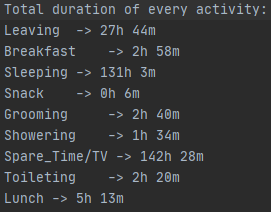 Total duration of every activity:
Leaving  -> 27h 44m
Breakfast    -> 2h 58m
Sleeping -> 131h 3m
Snack    -> 0h 6m
Grooming     -> 2h 40m
Showering    -> 1h 34m
Spare_Time/TV -> 142h 28m
Toileting    -> 2h 20m
Lunch -> 5h 13m